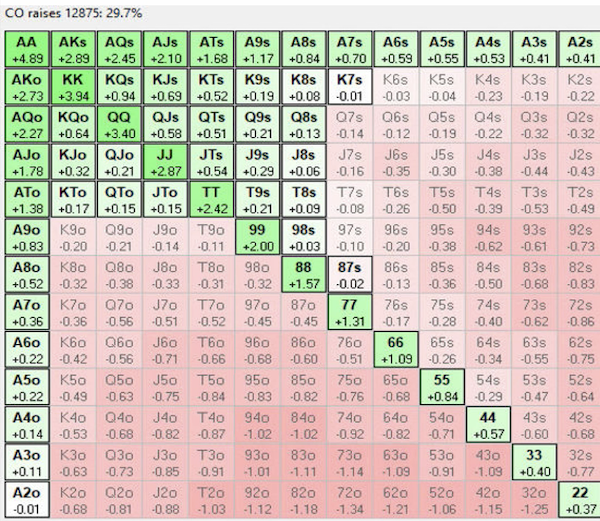 CO raises 12875: 29.7%
AA AKs AQs AJs ATs A9s A8s A7s A6s A5s A4s A3s A2s
+4.89 +2.89 +2.45 +2.10 +1.68 +1.17 +0.84 +0.70 +0.59 +0.55 +0.53 +0.41 +0.41
AKo KK KQs KJs KTs K9s K8s K7s K6s K5s K4s K3s K2s
+2.73 +3.94 +0.94 +0.69 +0.52 +0.19 +0.08 -0.01 -0.03 -0.04 -0.23 -0.19 -0.22
AQo KQo QQ QJs QTs Q9s Q8s Q7s Q6s Q5s Q4s Q3s Q2s
+2.27 +0.64 +3.40 +0.58 +0.51 +0.21 +0.13 -0.14 -0.12 -0.19 -0.22 -0.32 -0.32
AJo KJo QJo JJ JTs J9s J8s J7s J6s J5s J4s J3s J2s
+1.78 +0.32 +0.21 +2.87 +0.54 +0.29 +0.06 -0.16 -0.35 -0.30 -0.38 -0.44 -0.43
ATo KTo QTo JTo TT T9s T8s T7s T6s T5s T4s T3s T2s
+1.38 +0.17 +0.15 +0.15 +2.42 +0.21 +0.09 -0.08 -0.26 -0.50 -0.39 -0.53 -0.49
A9o K9o Q9o J9o T9o 99 98s 97s 96s 95s 94s 93s 92s
+0.83 -0.20 -0.21 -0.14 -0.11 +2.00 +0.03 -0.10 -0.20 -0.38 -0.62 -0.61 -0.73
A8o K8o Q8o J8o T8o 98o 88 87s 86s 85s 84s 83s 82s
+0.52 -0.32 -0.38 -0.33 -0.31 -0.32 +1.57 -0.02 -0.13 -0.36 -0.50 -0.68 -0.83
A7o K7o Q7o J7o T7o 97o 87o 77 76s 75s 74s 73s 72s
+0.36 -0.36 -0.56 -0.51 -0.52 -0.45 -0.45 +1.31 -0.17 -0.28 -0.40 -0.62 -0.86
A6o K6o Q6o J6o T6o 96o 86o 76o 66 65s 64s 63s 62s
+0.22 -0.42 -0.56 -0.71 -0.66 -0.68 -0.60 -0.51 +1.09 -0.26 -0.34 -0.55 -0.75
A5o K5o Q5o J5o T5o 95o 85o 75o 65o 55 54s 53s 52s
+0.22 -0.49 -0.63 -0.75 -0.84 -0.83 -0.82 -0.76 -0.68 +0.84 -0.29 -0.47 -0.64
A4o K4o Q4o J4o T4o 94o 84o 74o 64o 54o 44 43s 42s
+0.14 -0.53 -0.68 -0.82 -0.87 -1.02 -1.02 -0.92 -0.82 -0.71 +0.57 -0.60 -0.68
A3o K3o Q3o J3o T3o 93o 83o 73o 63o 53o 43o 33 32s
+0.11 -0.63 -0.73 -0.85 -0.91 -1.01 -1.11 -1.14 -1.09 -0.91 -1.09 +0.40 -0.77
A2o K2o Q2o J2o T2o 92o 82o 72o 62o 52o 42o 32o 22
-0.01 -0.68 -0.81 -0.88 -1.03 -1.12 -1.18 -1.34 -1.21 -1.06 -1.15 -1.25 +0.37